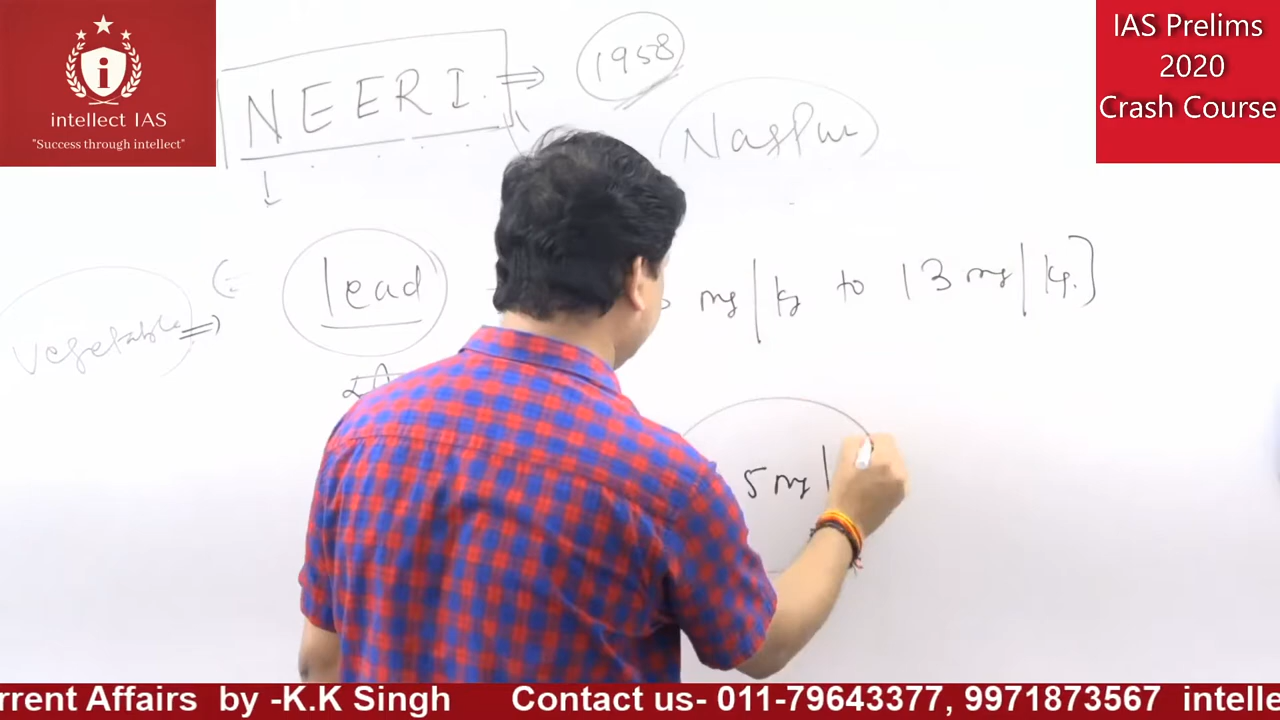 intellect IAS
"Success through intellect"
IAS Prelims
2020
Crash Course
NEERI ⇒ 1958
Nagpur
vegetable ⇒
lead
mg/kg to 13 mg/kg]
5 mg/
rrent Affairs by -K.K Singh Contact us- 011-79643377, 9971873567 intelle